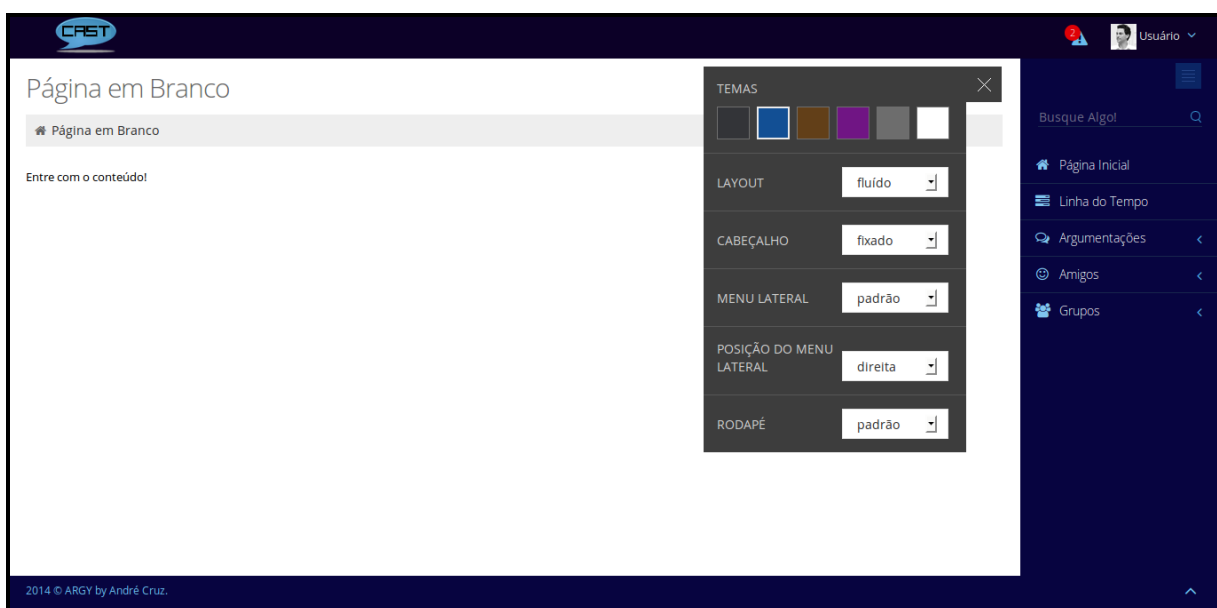 CAST
2
Usuário
Página em Branco
Página em Branco
Entre com o conteúdo!
TEMAS
LAYOUT
fluído
CABEÇALHO
fixado
MENU LATERAL
padrão
POSIÇÃO DO MENU
LATERAL
direita
RODAPÉ
padrão
Busque Algo!
Página Inicial
Linha do Tempo
Argumentações
Amigos
Grupos
2014 © ARGY by André Cruz.